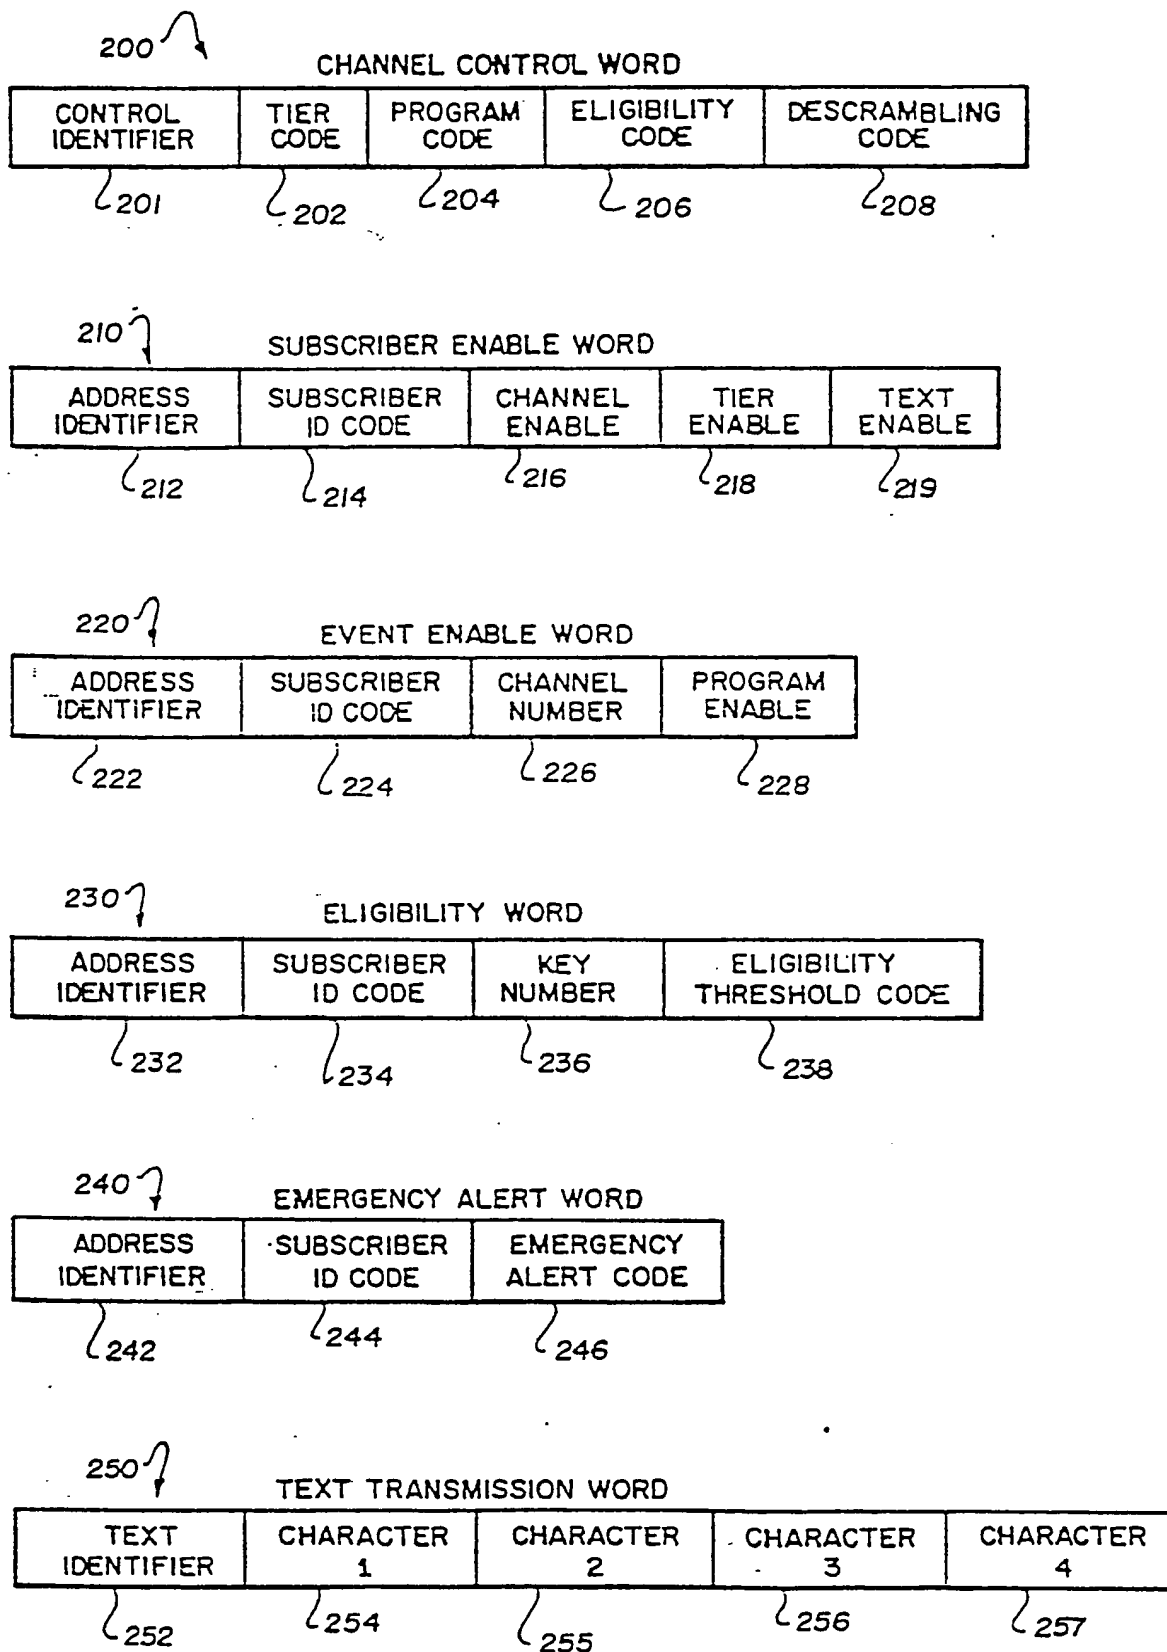 200
CHANNEL CONTROL WORD
CONTROL IDENTIFIER
TIER CODE
PROGRAM CODE
ELIGIBILITY CODE
DESCRAMBLING CODE
201
202
204
206
208
210
SUBSCRIBER ENABLE WORD
ADDRESS IDENTIFIER
SUBSCRIBER ID CODE
CHANNEL ENABLE
TIER ENABLE
TEXT ENABLE
212
214
216
218
219
220
EVENT ENABLE WORD
ADDRESS IDENTIFIER
SUBSCRIBER ID CODE
CHANNEL NUMBER
PROGRAM ENABLE
222
224
226
228
230
ELIGIBILITY WORD
ADDRESS IDENTIFIER
SUBSCRIBER ID CODE
KEY NUMBER
ELIGIBILITY THRESHOLD CODE
232
234
236
238
240
EMERGENCY ALERT WORD
ADDRESS IDENTIFIER
SUBSCRIBER ID CODE
EMERGENCY ALERT CODE
242
244
246
250
TEXT TRANSMISSION WORD
TEXT IDENTIFIER
CHARACTER 1
CHARACTER 2
CHARACTER 3
CHARACTER 4
252
254
255
256
257